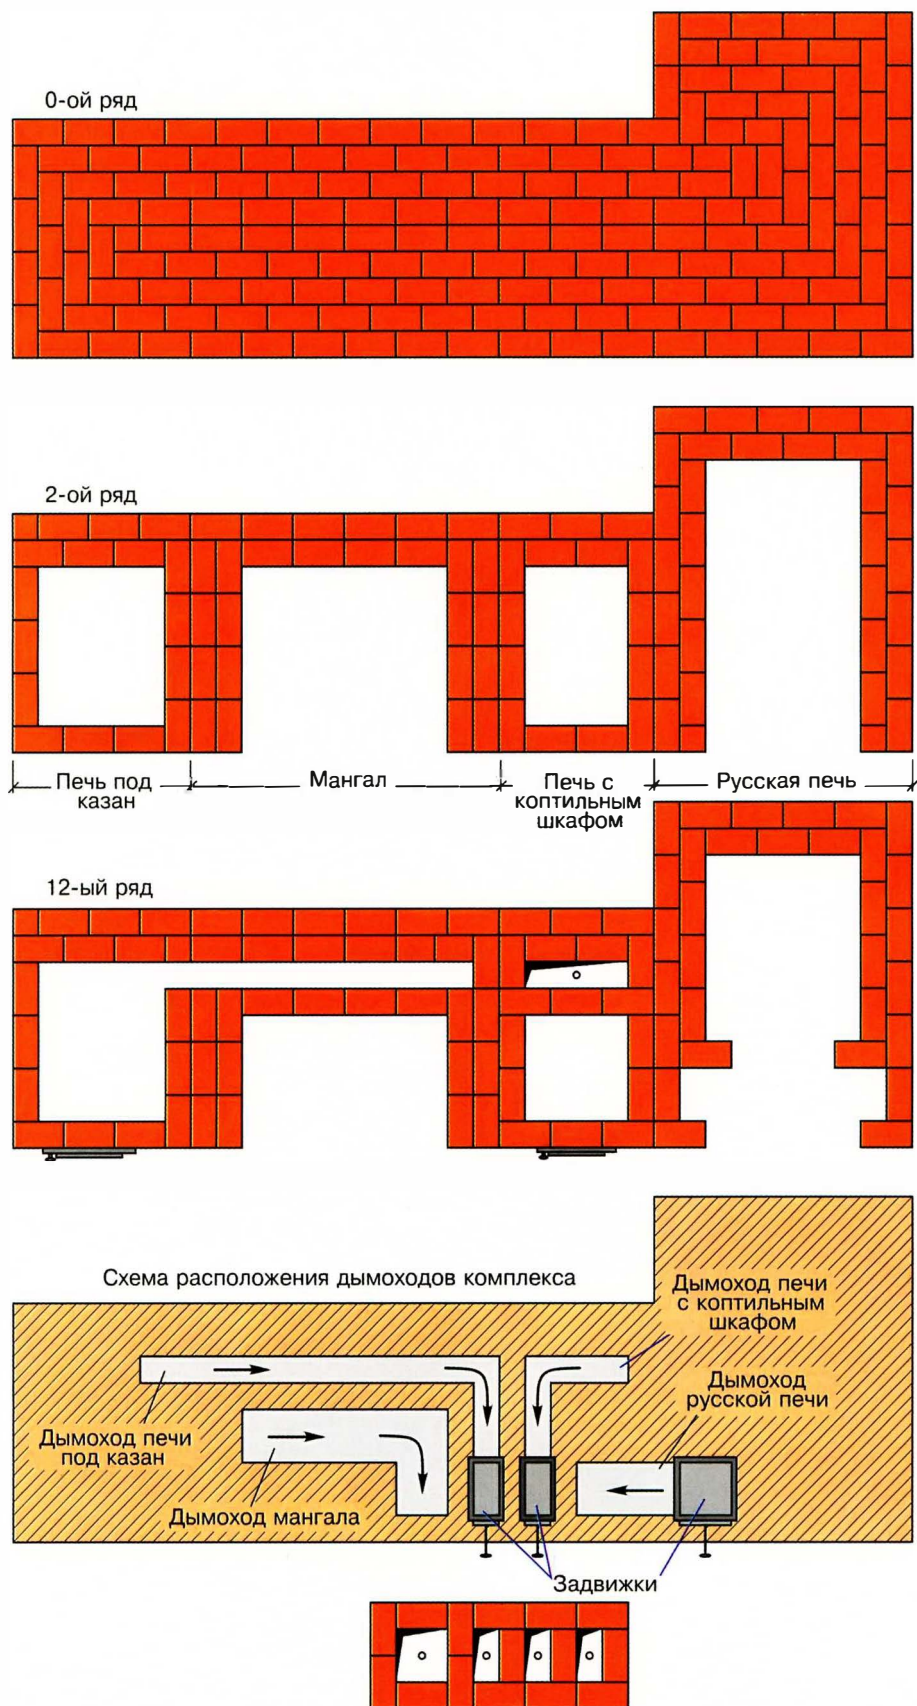 0-ой ряд
2-ой ряд
Печь под
казан
Мангал
Печь с
коптильным
шкафом
Русская печь
12-ый ряд
Схема расположения дымоходов комплекса
Дымоход печи
с коптильным
шкафом
Дымоход
русской печи
Дымоход печи
под казан
Дымоход мангала
Задвижки